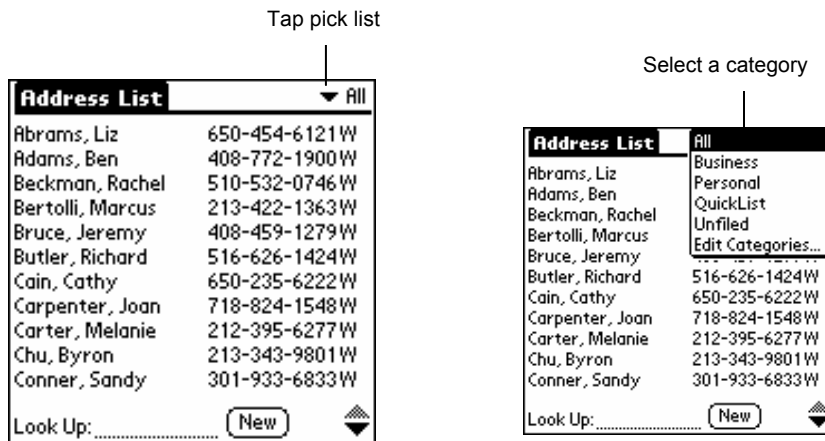 Tap pick list
Address List All
Abrams, Liz 650-454-6121W
Adams, Ben 408-772-1900W
Beckman, Rachel 510-532-0746W
Bertolli, Marcus 213-422-1363W
Bruce, Jeremy 408-459-1279W
Butler, Richard 516-626-1424W
Cain, Cathy 650-235-6222W
Carpenter, Joan 718-824-1548W
Carter, Melanie 212-395-6277W
Chu, Byron 213-343-9801W
Conner, Sandy 301-933-6833W
Look Up: New
Select a category
Address List All
Business
Abrams, Liz
Personal
Adams, Ben
QuickList
Beckman, Rachel
Unfiled
Bertolli, Marcus
Edit Categories...
Bruce, Jeremy
Butler, Richard 516-626-1424W
Cain, Cathy 650-235-6222W
Carpenter, Joan 718-824-1548W
Carter, Melanie 212-395-6277W
Chu, Byron 213-343-9801W
Conner, Sandy 301-933-6833W
Look Up: New